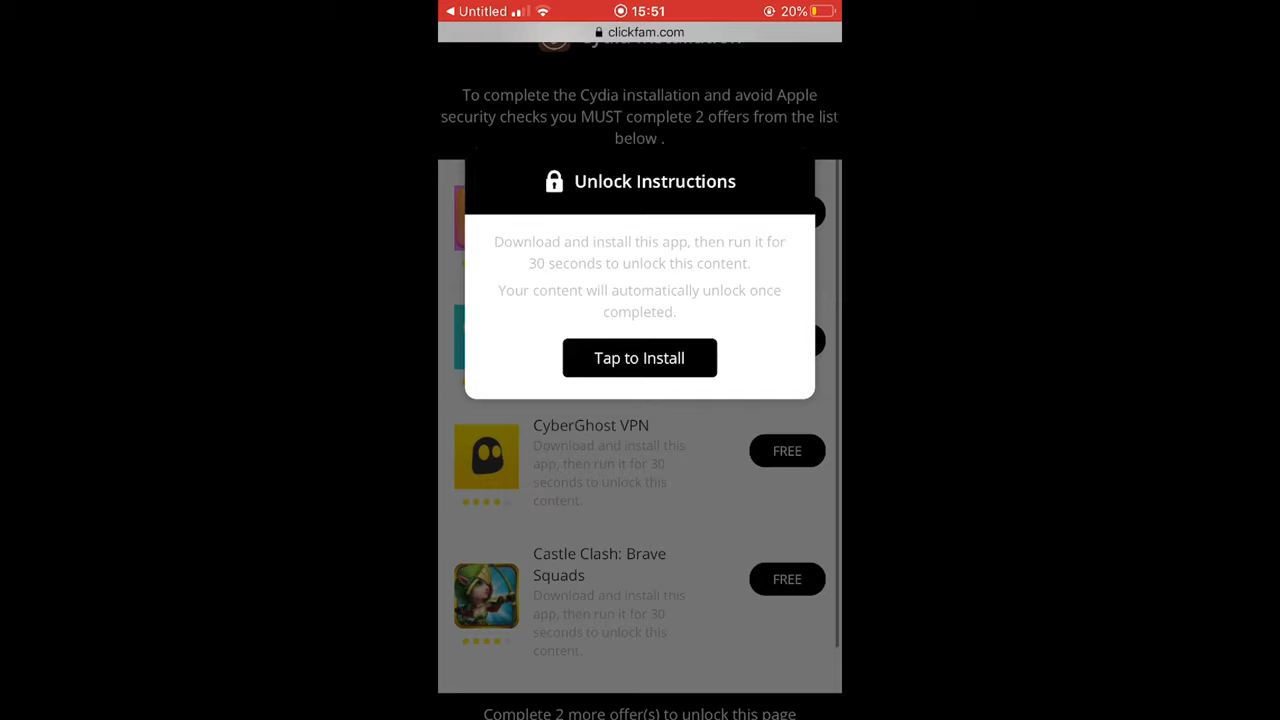 Untitled 15:51 20%
clickfam.com
Cydia Installation
To complete the Cydia installation and avoid Apple
security checks you MUST complete 2 offers from the list
below .
Unlock Instructions
Download and install this app, then run it for
30 seconds to unlock this content.
Your content will automatically unlock once
completed.
Tap to Install
CyberGhost VPN
Download and install this
app, then run it for 30
seconds to unlock this
content.
FREE
Castle Clash: Brave
Squads
Download and install this
app, then run it for 30
seconds to unlock this
content.
FREE
Complete 2 more offer(s) to unlock this page